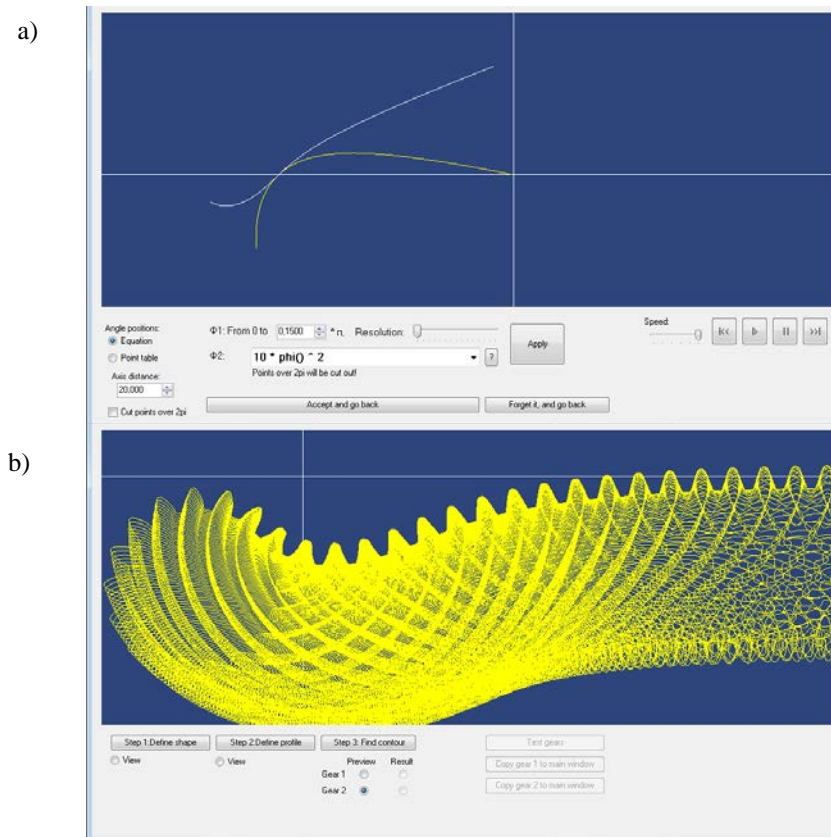 a)
Angle positions:
Equation
Point table
Axis distance:
20,000
Cut points over 2pi
Φ1: From 0 to 0,1500 * π, Resolution:
Φ2: 10 * phi() ^ 2 ?
Points over 2pi will be cut out!
Apply
Speed:
Accept and go back Forget it, and go back
b)
Step 1:Define shape Step 2:Define profile Step 3: Find contour
View View
Preview Result
Gear 1
Gear 2
Test gears
Copy gear 1 to main window
Copy gear 2 to main window